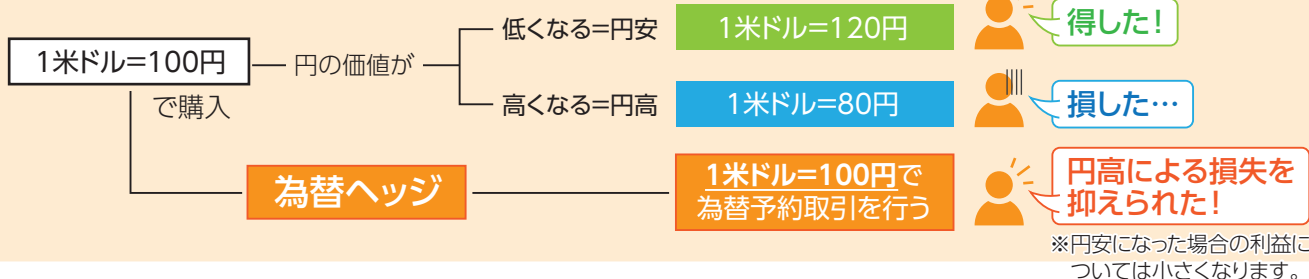 低くなる=円安
1米ドル=120円
得した!
1米ドル=100円
円の価値が
で購入
高くなる=円高
1米ドル=80円
損した…
為替ヘッジ
1米ドル=100円で
為替予約取引を行う
円高による損失を
抑えられた!
※円安になった場合の利益に
ついては小さくなります。